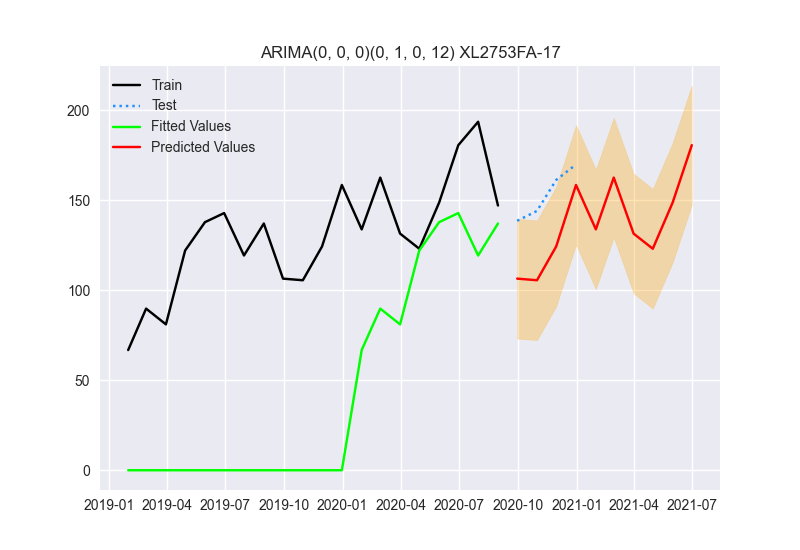 ARIMA(0, 0, 0)(0, 1, 0, 12) XL2753FA-17
Train
Test
Fitted Values
Predicted Values
200
150
100
50
0
2019-01 2019-04 2019-07 2019-10 2020-01 2020-04 2020-07 2020-10 2021-01 2021-04 2021-07